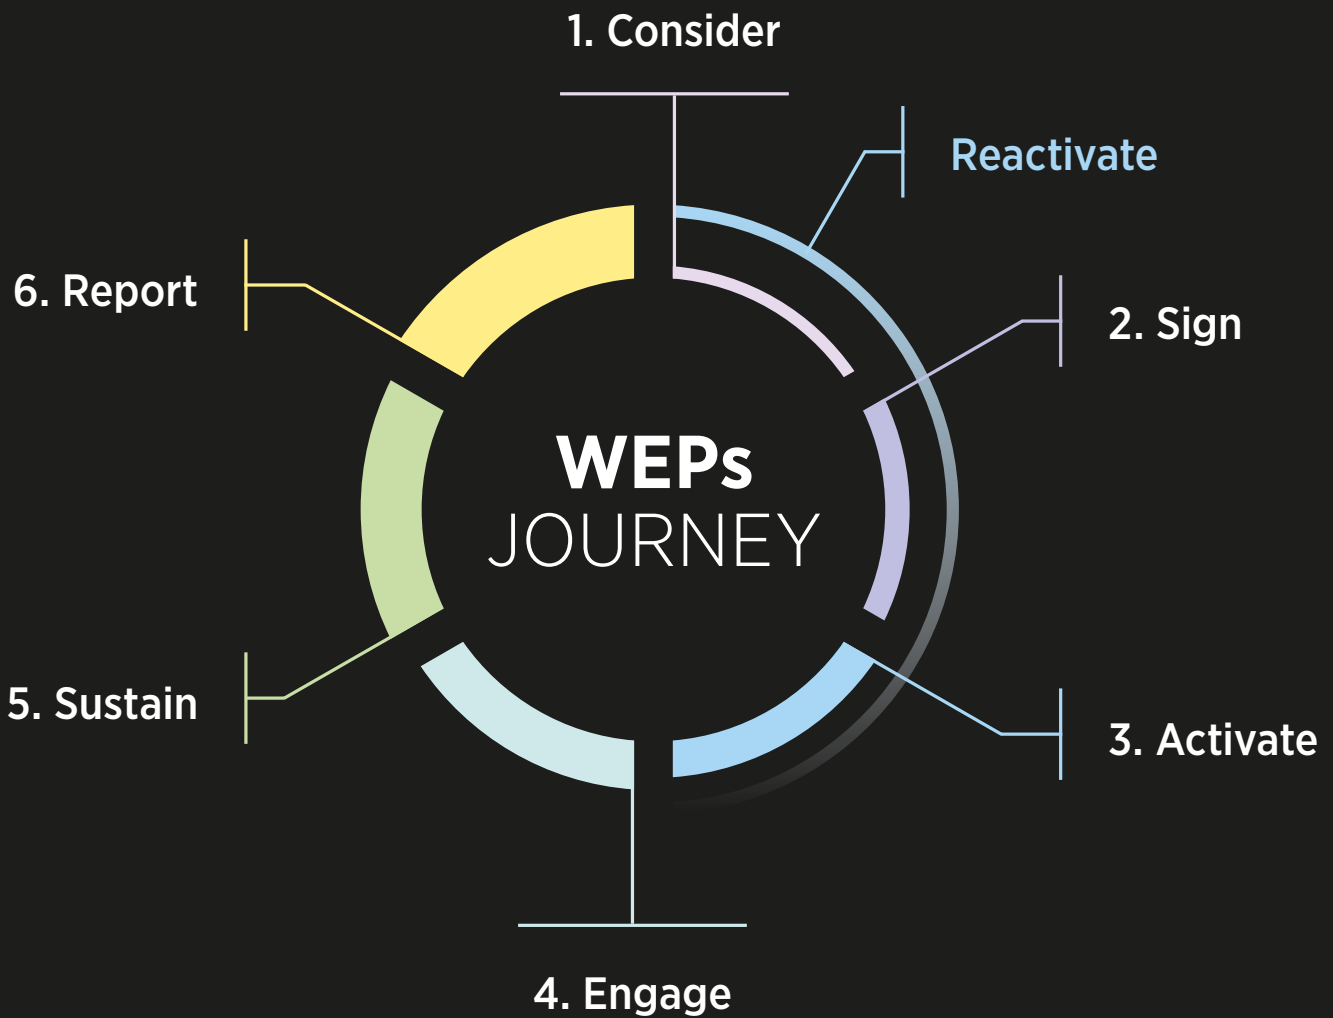 1. Consider
Reactivate
2. Sign
3. Activate
4. Engage
5. Sustain
6. Report
WEPs
JOURNEY